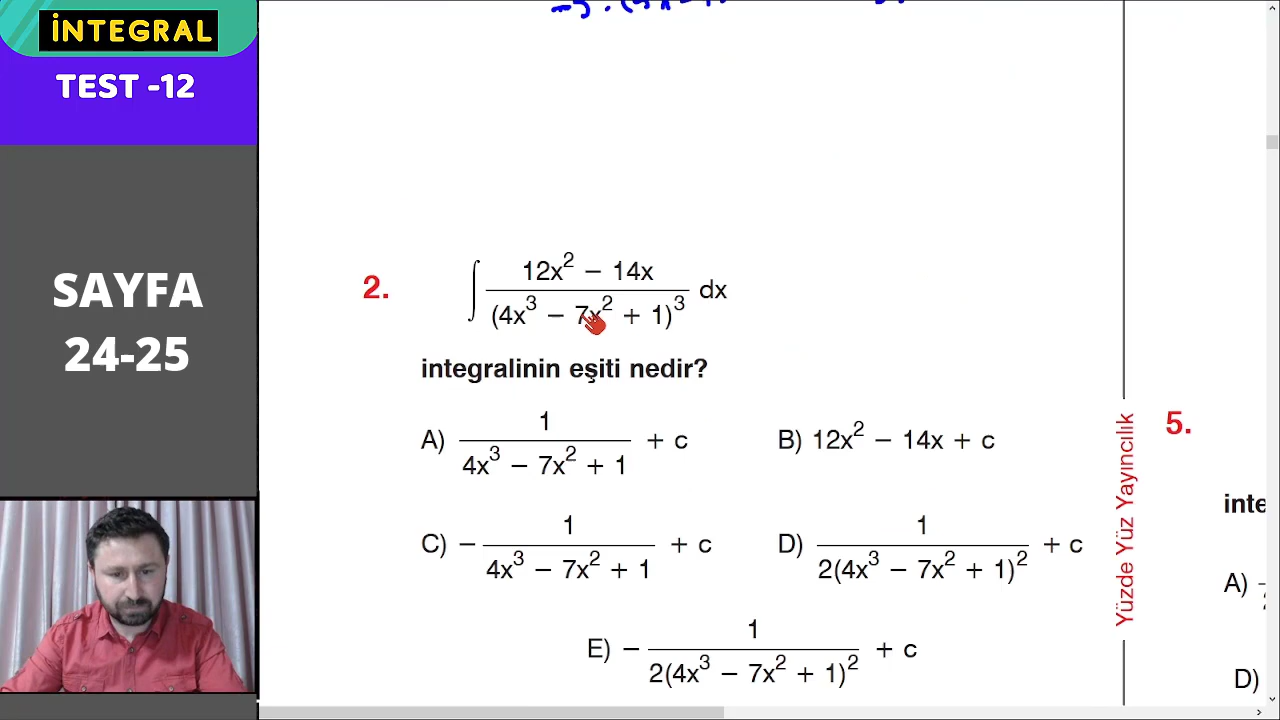 İNTEGRAL
TEST -12
SAYFA
24-25
2. ∫ (12x² − 14x) / (4x³ − 7x² + 1)³ dx
integralinin eşiti nedir?
A) 1 / (4x³ − 7x² + 1) + c
B) 12x² − 14x + c
C) − 1 / (4x³ − 7x² + 1) + c
D) 1 / 2(4x³ − 7x² + 1)² + c
E) − 1 / 2(4x³ − 7x² + 1)² + c
Yüzde Yüz Yayıncılık
5.
inte
A)
D)